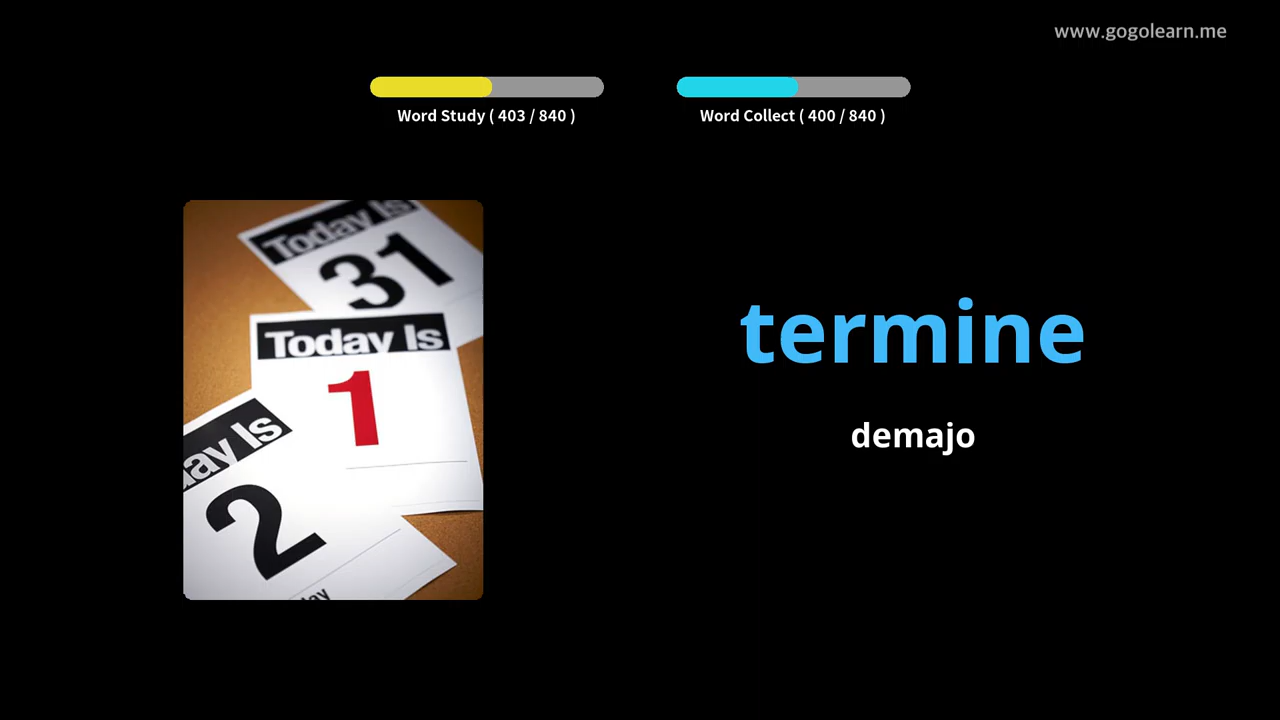 www.gogolearn.me
Word Study ( 403 / 840 )
Word Collect ( 400 / 840 )
Today Is
31
Today Is
1
ay Is
2
termine
demajo